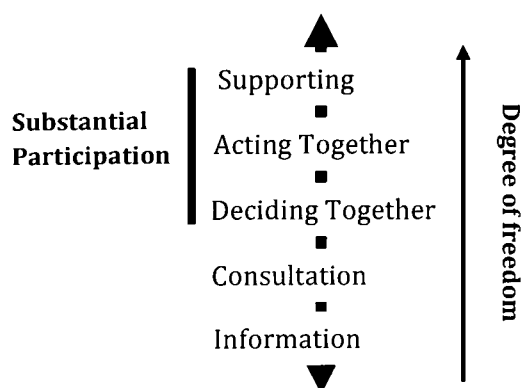 Supporting
Substantial
Participation
Acting Together
Deciding Together
Consultation
Information
Degree of freedom